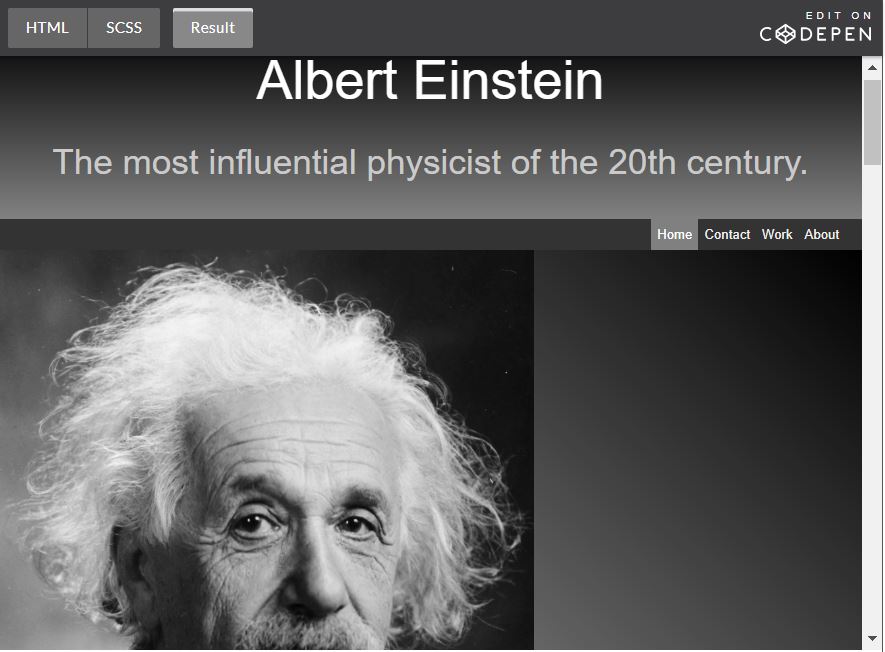 HTML SCSS Result
EDIT ON
CODEPEN
Albert Einstein
The most influential physicist of the 20th century.
Home Contact Work About